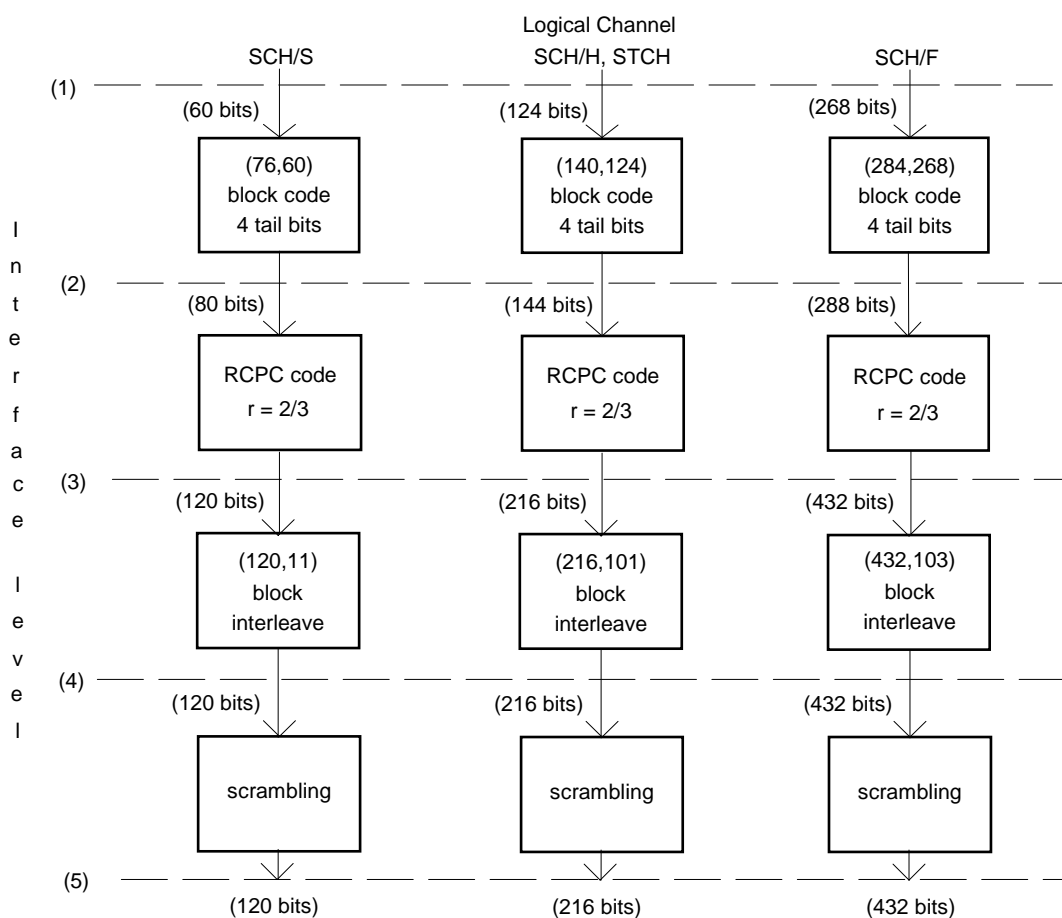 Logical Channel
SCH/S SCH/H, STCH SCH/F
(1)
(60 bits) (124 bits) (268 bits)
(76,60) (140,124) (284,268)
block code block code block code
4 tail bits 4 tail bits 4 tail bits
(2)
(80 bits) (144 bits) (288 bits)
RCPC code RCPC code RCPC code
r = 2/3 r = 2/3 r = 2/3
(3)
(120 bits) (216 bits) (432 bits)
(120,11) (216,101) (432,103)
block block block
interleave interleave interleave
(4)
(120 bits) (216 bits) (432 bits)
scrambling scrambling scrambling
(5)
(120 bits) (216 bits) (432 bits)
Interface level